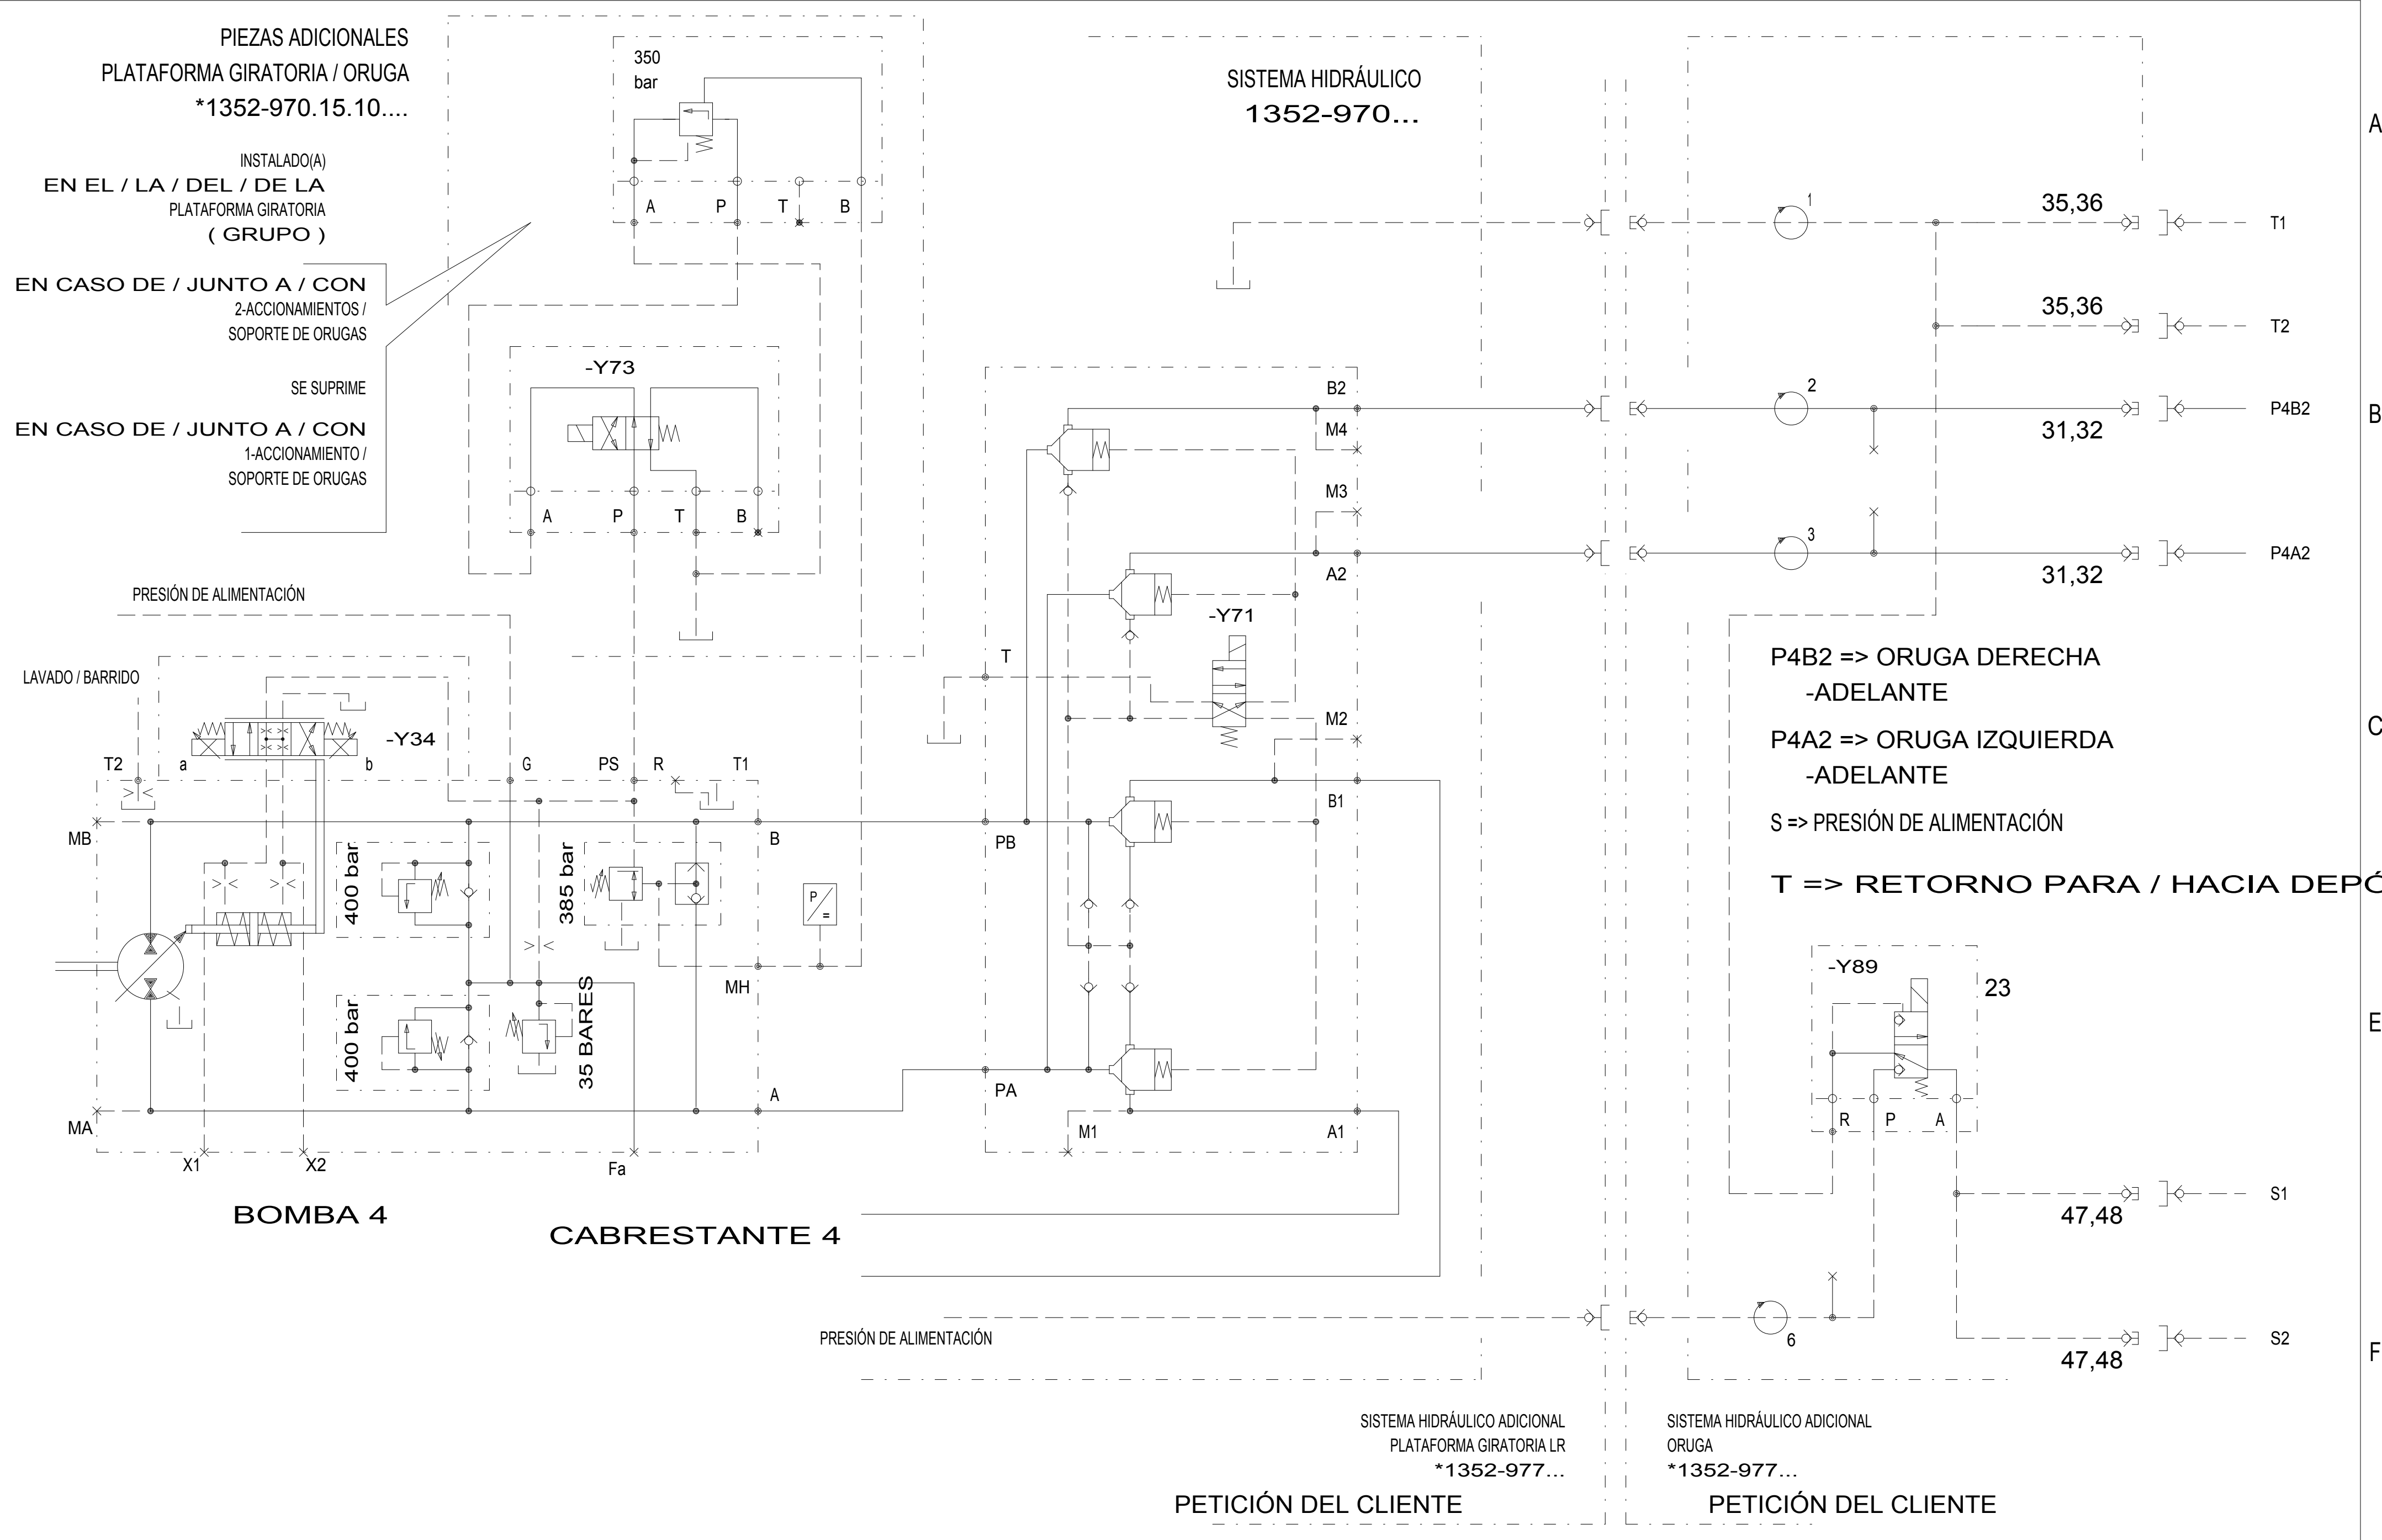 PIEZAS ADICIONALES
PLATAFORMA GIRATORIA / ORUGA
*1352-970.15.10....
INSTALADO(A)
EN EL / LA / DEL / DE LA
PLATAFORMA GIRATORIA
( GRUPO )
EN CASO DE / JUNTO A / CON
2-ACCIONAMIENTOS /
SOPORTE DE ORUGAS
SE SUPRIME
EN CASO DE / JUNTO A / CON
1-ACCIONAMIENTO /
SOPORTE DE ORUGAS
350
bar
A P T B
-Y73
A P T B
SISTEMA HIDRÁULICO
1352-970...
A
1
35,36
T1
35,36
T2
B2
2
P4B2
B
M4
31,32
M3
3
P4A2
A2
31,32
PRESIÓN DE ALIMENTACIÓN
LAVADO / BARRIDO
-Y34
T2 a b G PS R T1
MB
B
400 bar
385 bar
P
=
MH
400 bar
35 BARES
A
MA
X1 X2 Fa
BOMBA 4
CABRESTANTE 4
-Y71
T
M2
B1
PB
PA
M1 A1
P4B2 => ORUGA DERECHA
-ADELANTE
P4A2 => ORUGA IZQUIERDA
-ADELANTE
C
S => PRESIÓN DE ALIMENTACIÓN
T => RETORNO PARA / HACIA DEPÓ
-Y89
23
E
R P A
S1
47,48
PRESIÓN DE ALIMENTACIÓN
6
S2
47,48
F
SISTEMA HIDRÁULICO ADICIONAL
PLATAFORMA GIRATORIA LR
*1352-977...
PETICIÓN DEL CLIENTE
SISTEMA HIDRÁULICO ADICIONAL
ORUGA
*1352-977...
PETICIÓN DEL CLIENTE